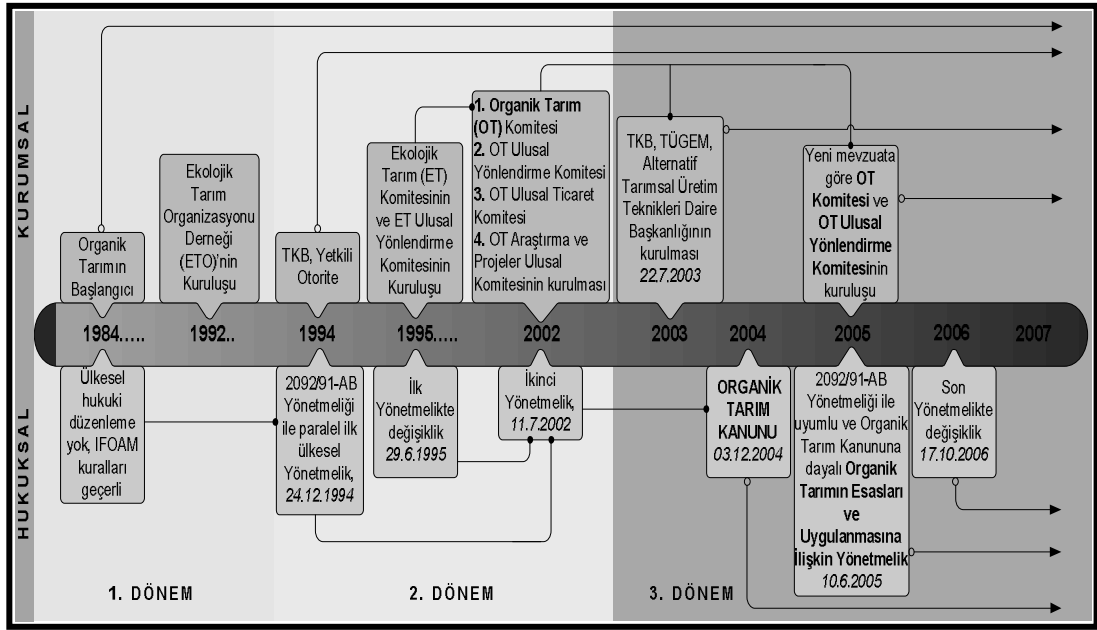 KURUMSAL
Organik
Tarımın
Başlangıcı
Ekolojik
Tarım
Organizasyonu
Derneği
(ETO)'nin
Kuruluşu
TKB, Yetkili
Otorite
Ekolojik
Tarım (ET)
Komitesinin
ve ET Ulusal
Yönlendirme
Komitesinin
Kuruluşu
1. Organik Tarım
(OT) Komitesi
2. OT Ulusal
Yönlendirme Komitesi
3. OT Ulusal Ticaret
Komitesi
4. OT Araştırma ve
Projeler Ulusal
Komitesinin kurulması
TKB, TÜGEM,
Alternatif
Tarımsal Üretim
Teknikleri Daire
Başkanlığının
kurulması
22.7.2003
Yeni mevzuata
göre OT
Komitesi ve
OT Ulusal
Yönlendirme
Komitesinin
kuruluşu
1984.....
1992..
1994
1995.....
2002
2003
2004
2005
2006
2007
HUKUKSAL
Ülkesel
hukuki
düzenleme
yok, IFOAM
kuralları
geçerli
2092/91-AB
Yönetmeliği
ile paralel ilk
ülkesel
Yönetmelik,
24.12.1994
İlk
Yönetmelikte
değişiklik
29.6.1995
İkinci
Yönetmelik,
11.7.2002
ORGANİK
TARIM
KANUNU
03.12.2004
2092/91-AB
Yönetmeliği ile
uyumlu ve Organik
Tarım Kanununa
dayalı Organik
Tarımın Esasları
ve
Uygulanmasına
İlişkin Yönetmelik
10.6.2005
Son
Yönetmelikte
değişiklik
17.10.2006
1. DÖNEM
2. DÖNEM
3. DÖNEM